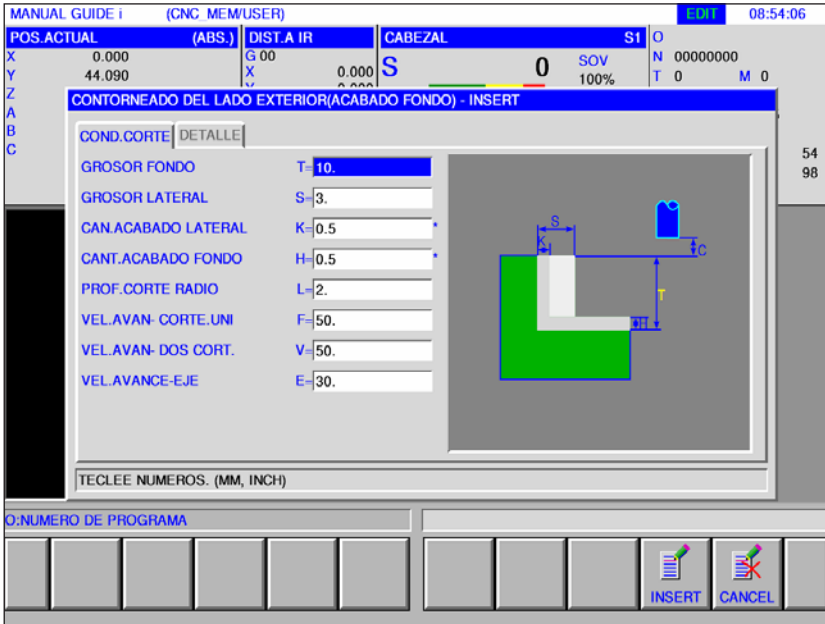 MANUAL GUIDE i (CNC_MEM/USER) EDIT 08:54:06
POS.ACTUAL (ABS.) DIST.A IR CABEZAL S1 O
X 0.000 G 00 N 00000000
Y 44.090 X 0.000 S 0 SOV 100% T 0 M 0
Z
A
B
C
54
98
CONTORNEADO DEL LADO EXTERIOR(ACABADO FONDO) - INSERT
COND.CORTE DETALLE
GROSOR FONDO T=10.
GROSOR LATERAL S=3.
CAN.ACABADO LATERAL K=0.5 *
CANT.ACABADO FONDO H=0.5 *
PROF.CORTE RADIO L=2.
VEL.AVAN- CORTE.UNI F=50.
VEL.AVAN- DOS CORT. V=50.
VEL.AVANCE-EJE E=30.
S
K
C
T
H
TECLEE NUMEROS. (MM, INCH)
O:NUMERO DE PROGRAMA
INSERT CANCEL